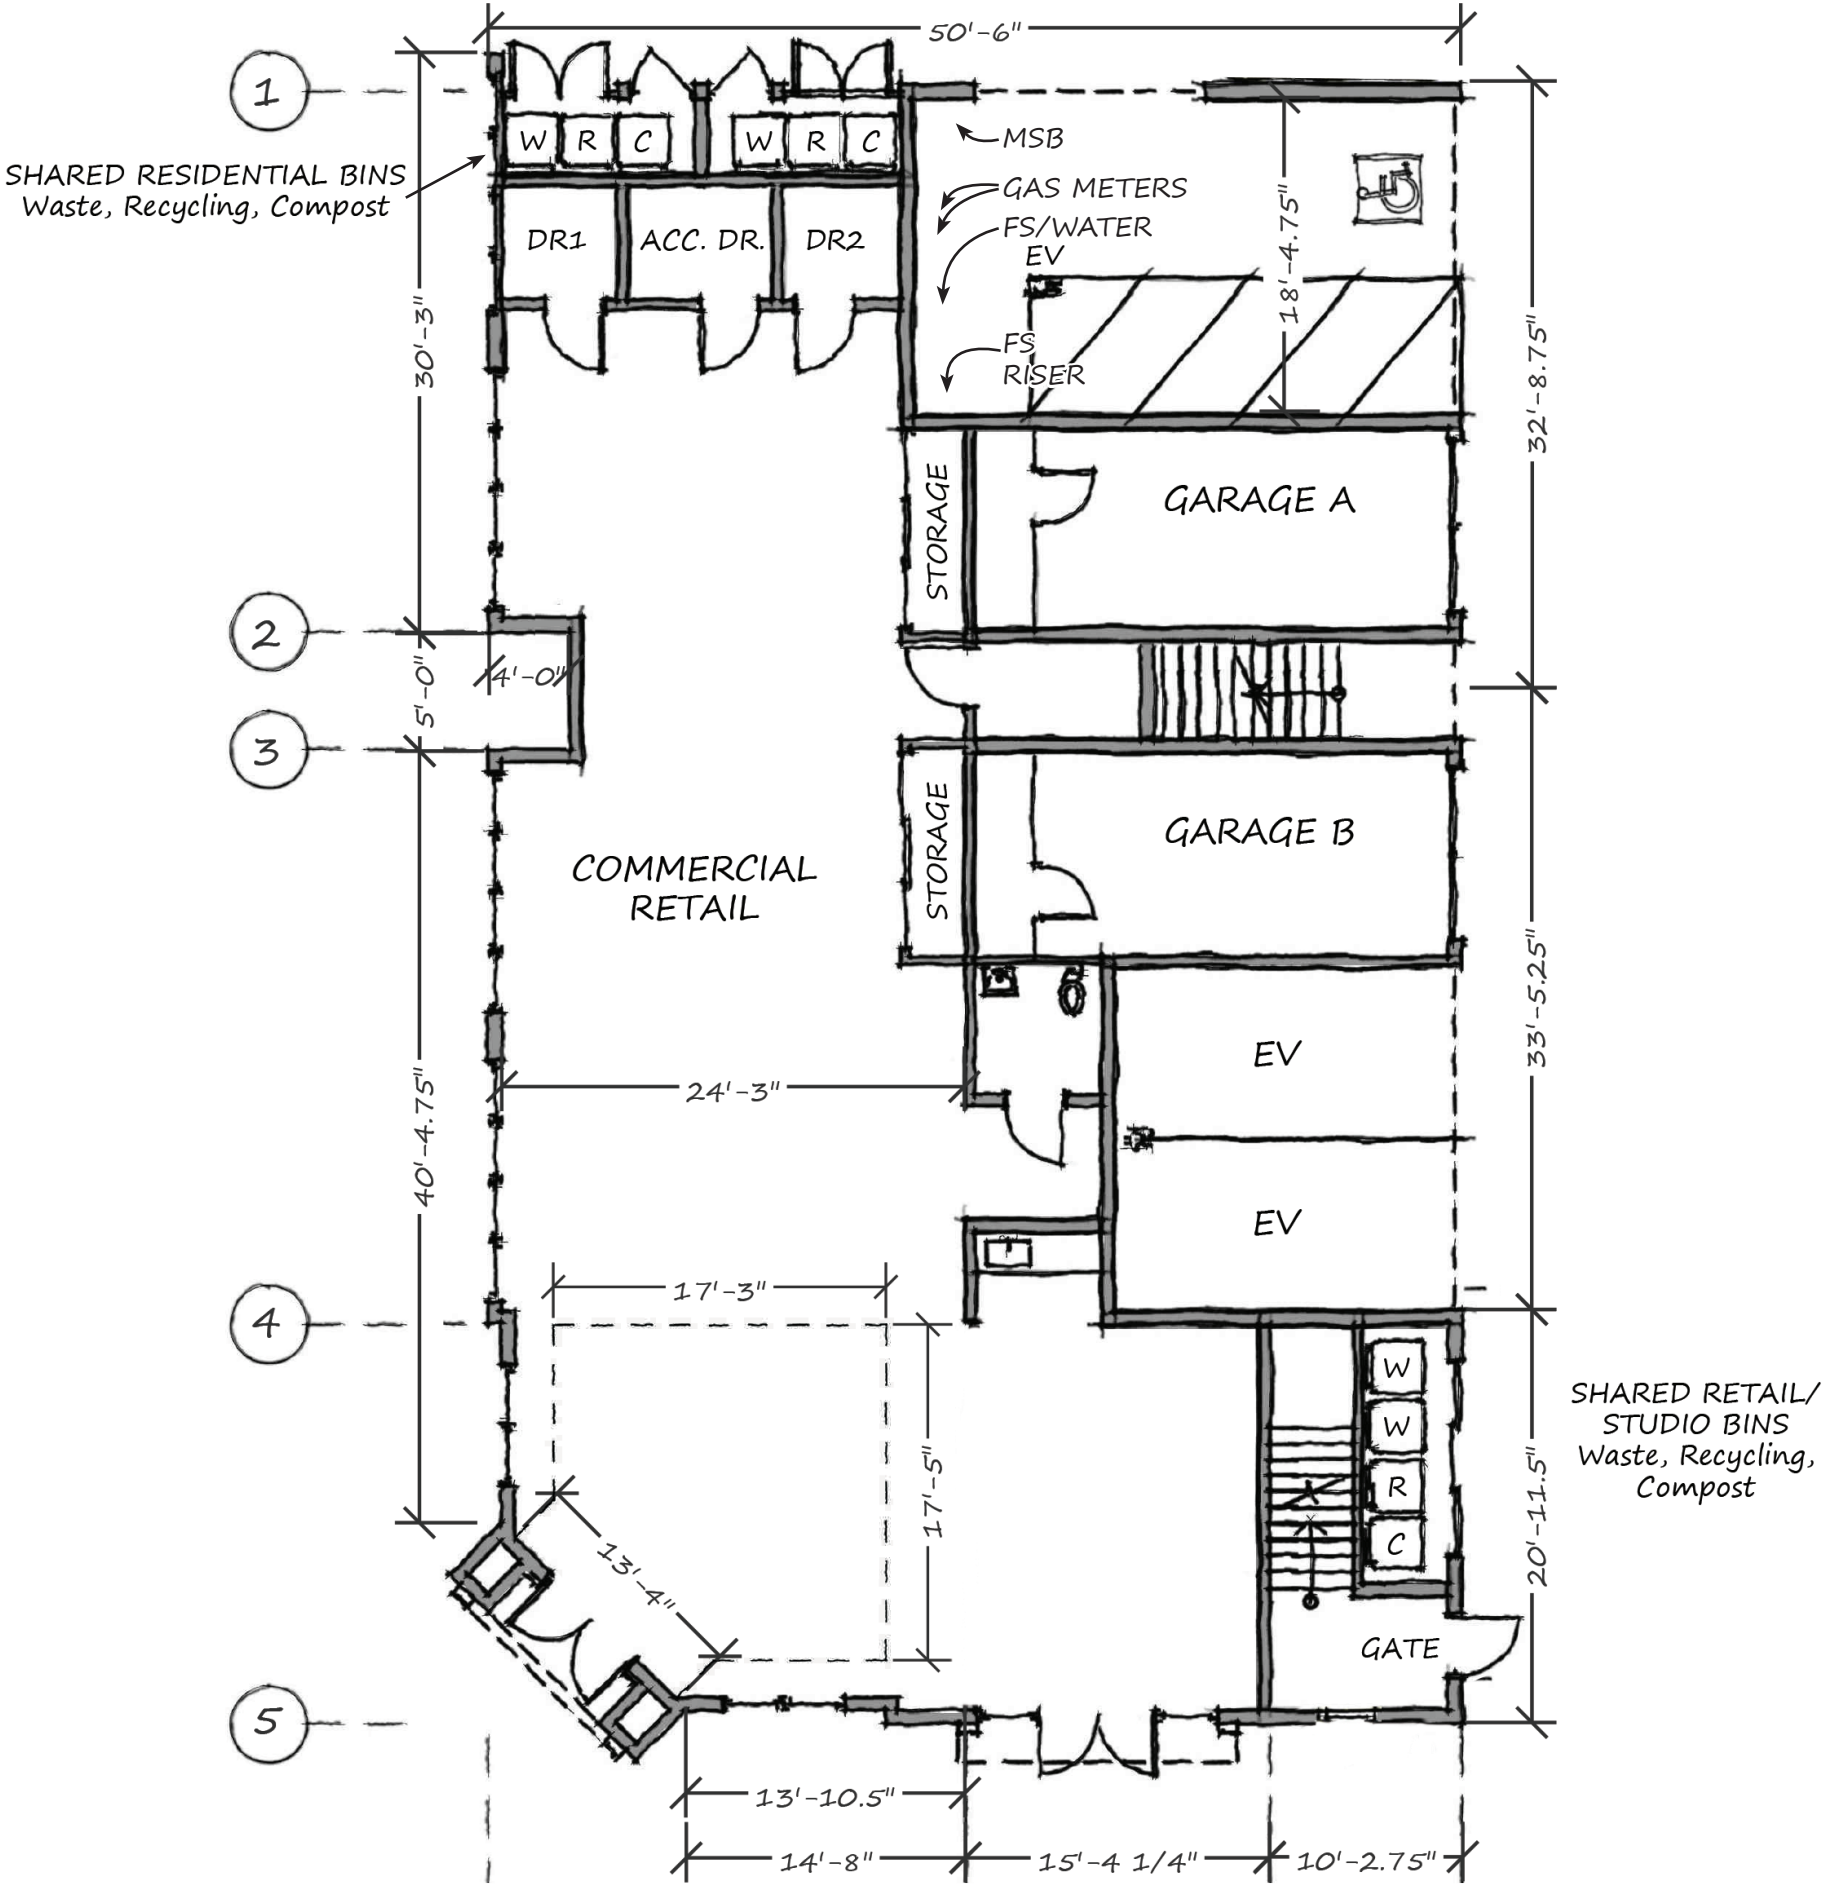 50'-6"
1
MSB
W R C
W R C
SHARED RESIDENTIAL BINS
Waste, Recycling, Compost
GAS METERS
FS/WATER
EV
DR1
ACC. DR.
DR2
18'-4.75"
30'-3"
FS
RISER
32'-8.75"
STORAGE
GARAGE A
2
4'-0"
5'-0"
3
STORAGE
GARAGE B
COMMERCIAL
RETAIL
33'-5.25"
EV
24'-3"
40'-4.75"
EV
17'-3"
4
W
W
R
C
SHARED RETAIL/
STUDIO BINS
Waste, Recycling,
Compost
17'-5"
20'-11.5"
13'-4"
GATE
5
13'-10.5"
14'-8"
15'-4 1/4"
10'-2.75"